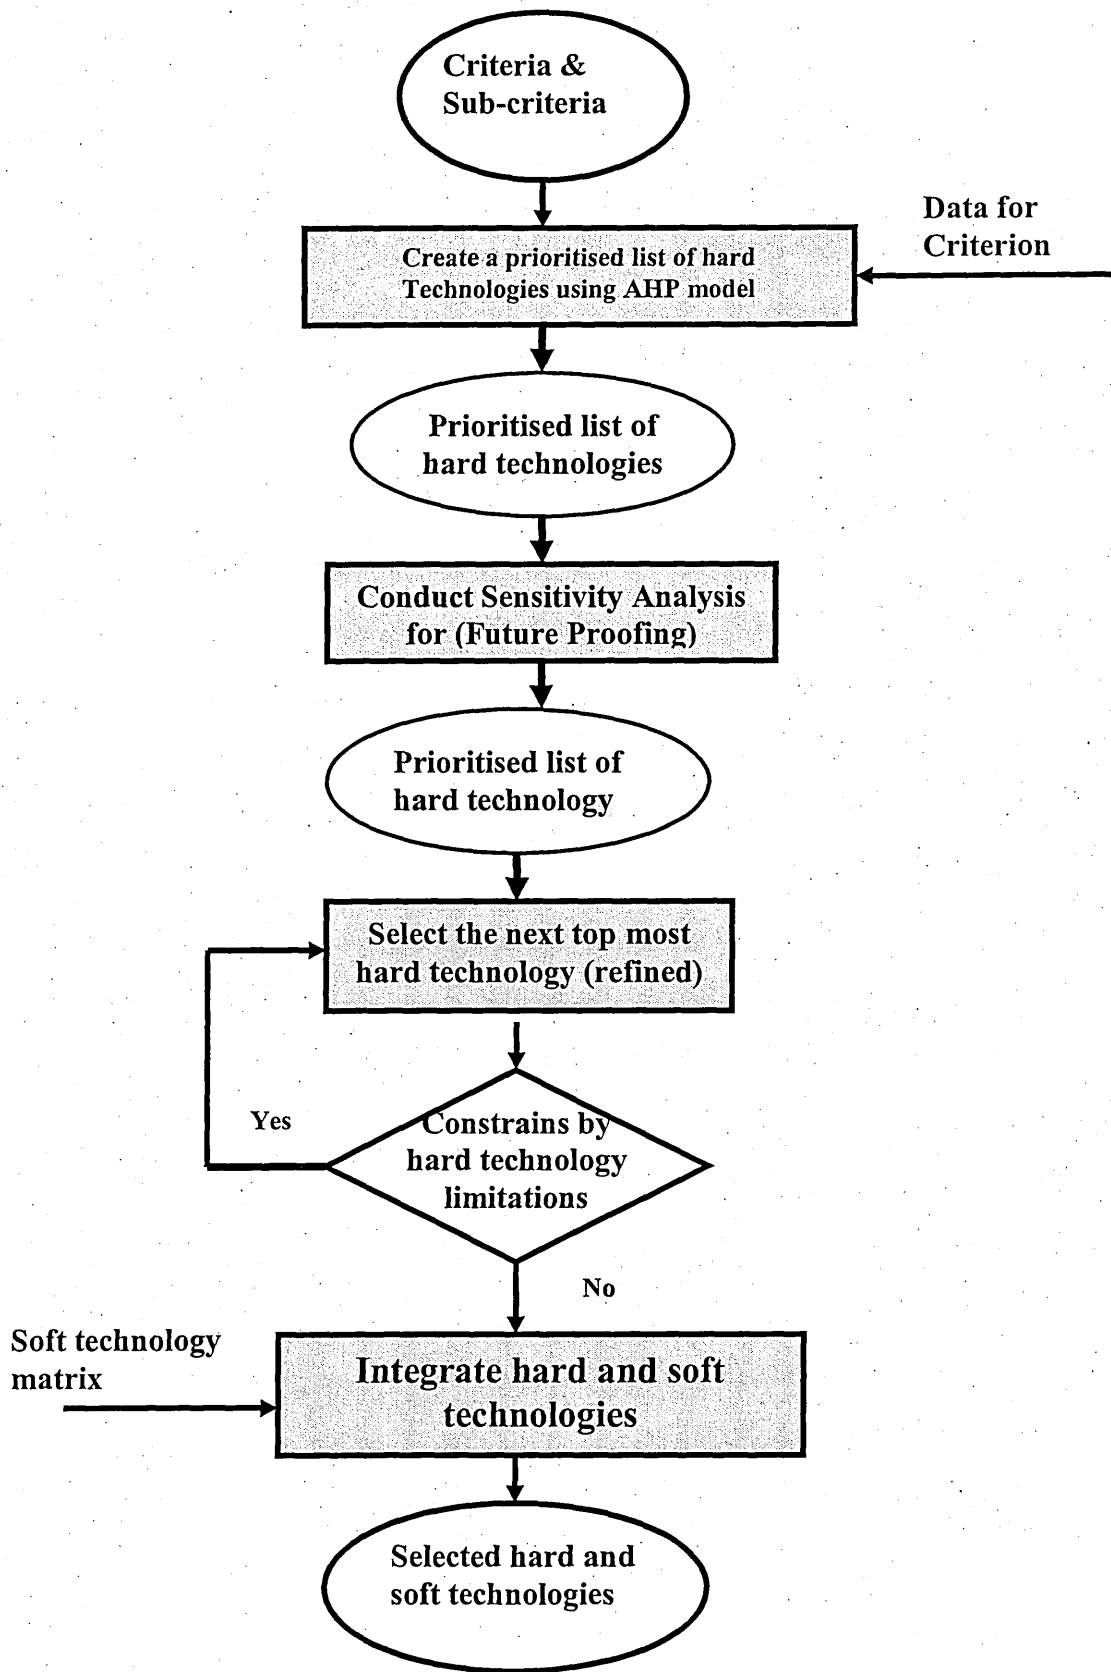 Criteria &
Sub-criteria
Data for
Criterion
Create a prioritised list of hard
Technologies using AHP model
Prioritised list of
hard technologies
Conduct Sensitivity Analysis
for (Future Proofing)
Prioritised list of
hard technology
Select the next top most
hard technology (refined)
Yes
Constrains by
hard technology
limitations
No
Soft technology
matrix
Integrate hard and soft
technologies
Selected hard and
soft technologies